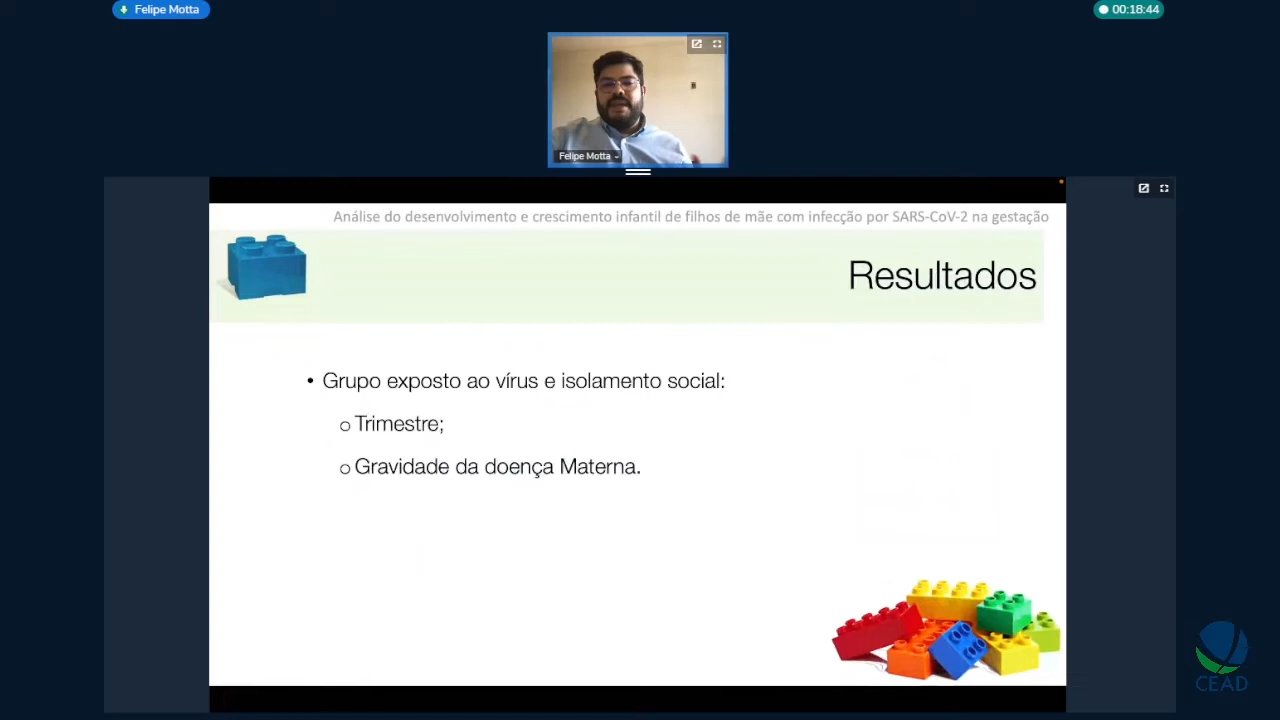 Felipe Motta
00:18:44
Felipe Motta
Análise do desenvolvimento e crescimento infantil de filhos de mãe com infecção por SARS-CoV-2 na gestação
Resultados
• Grupo exposto ao vírus e isolamento social:
o Trimestre;
o Gravidade da doença Materna.
CEAD